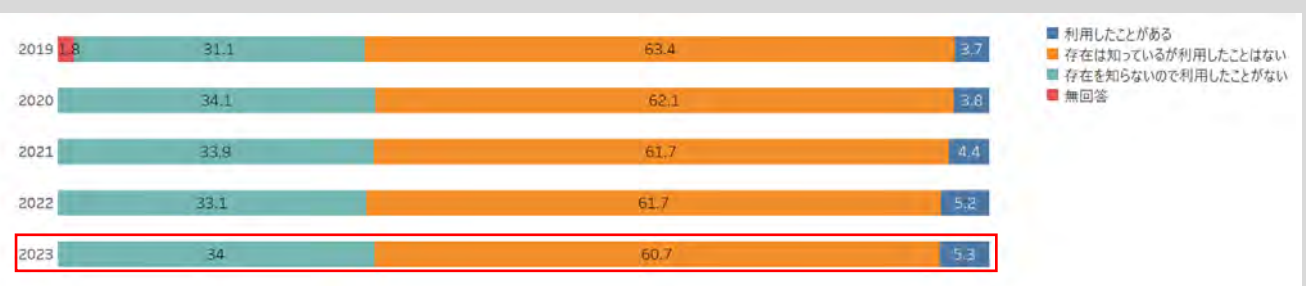 2019 1.8 31.1 63.4 3.7
2020 34.1 62.1 3.8
2021 33.9 61.7 4.4
2022 33.1 61.7 5.2
2023 34 60.7 5.3
利用したことがある
存在は知っているが利用したことはない
存在を知らないので利用したことがない
無回答